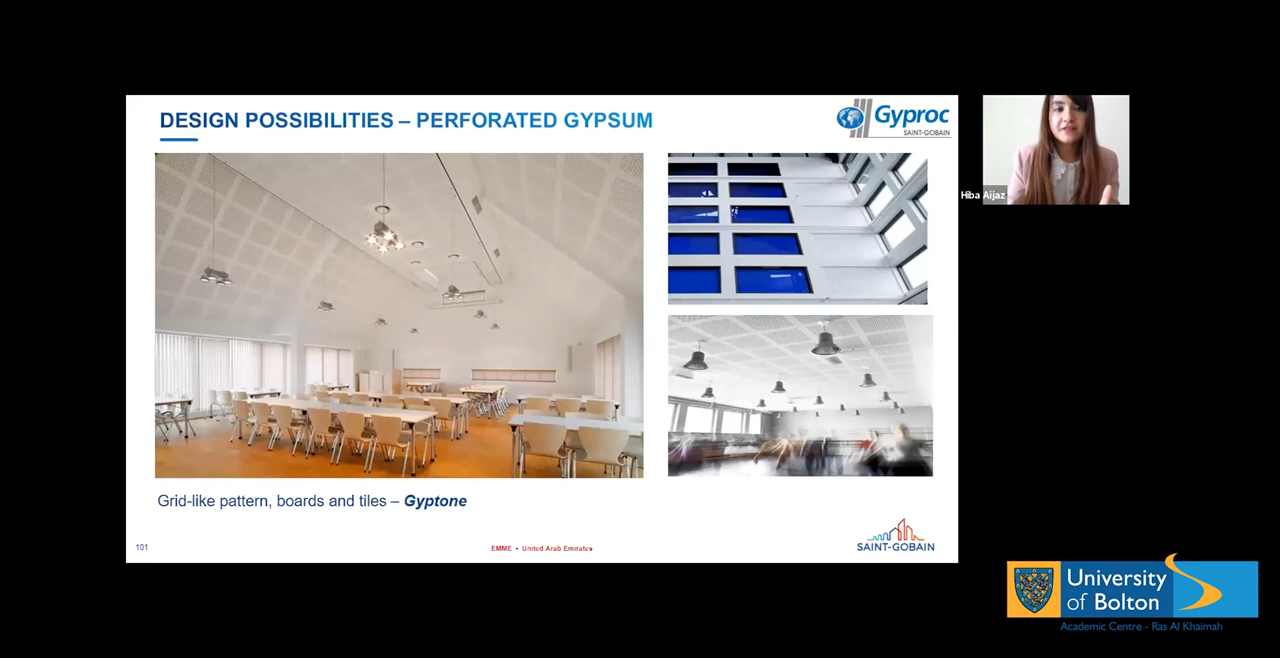 DESIGN POSSIBILITIES – PERFORATED GYPSUM
Gyproc
SAINT-GOBAIN
Hiba Aijaz
Grid-like pattern, boards and tiles – Gyptone
101
EMME • United Arab Emirates
SAINT-GOBAIN
University
of Bolton
Academic Centre - Ras Al Khaimah